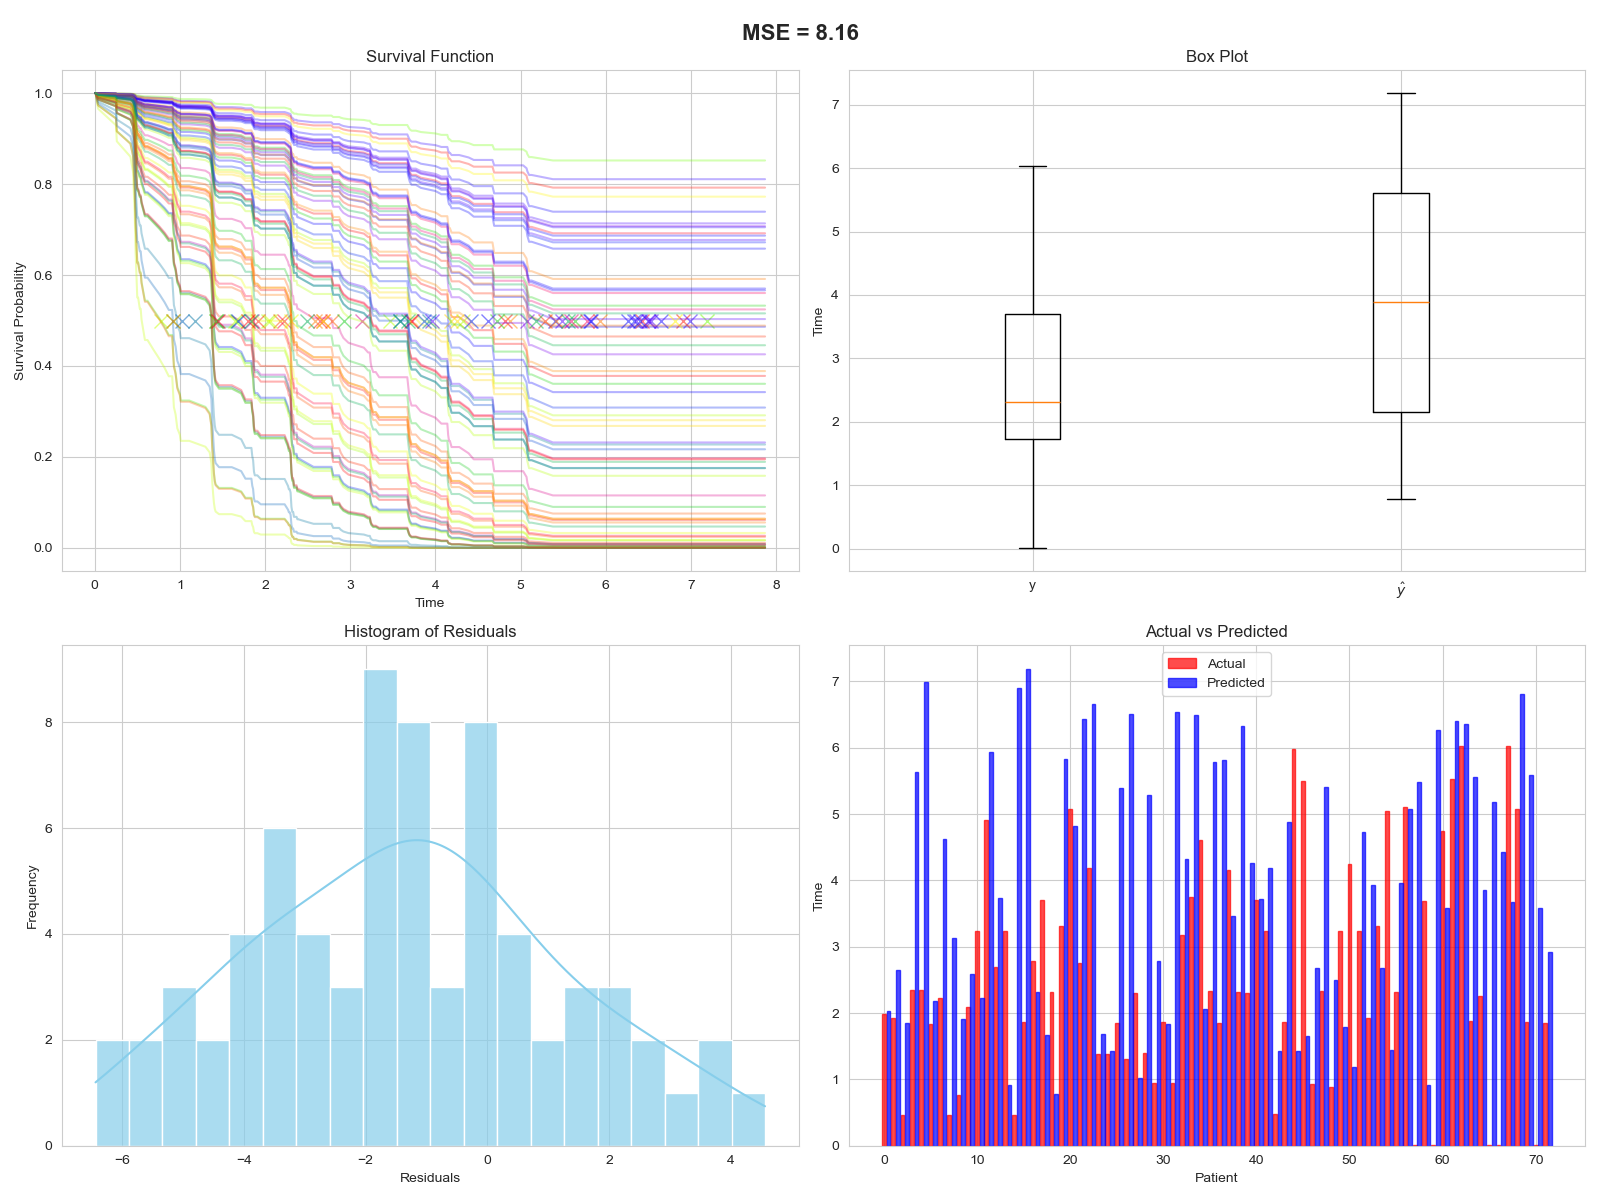 MSE = 8.16
Survival Function
1.0
0.8
0.6
0.4
0.2
0.0
Survival Probability
0 1 2 3 4 5 6 7 8
Time
Box Plot
7
6
5
4
3
2
1
0
Time
y ŷ
Histogram of Residuals
8
6
4
2
0
Frequency
−6 −4 −2 0 2 4
Residuals
Actual vs Predicted
Actual
Predicted
7
6
5
4
3
2
1
0
Time
0 10 20 30 40 50 60 70
Patient